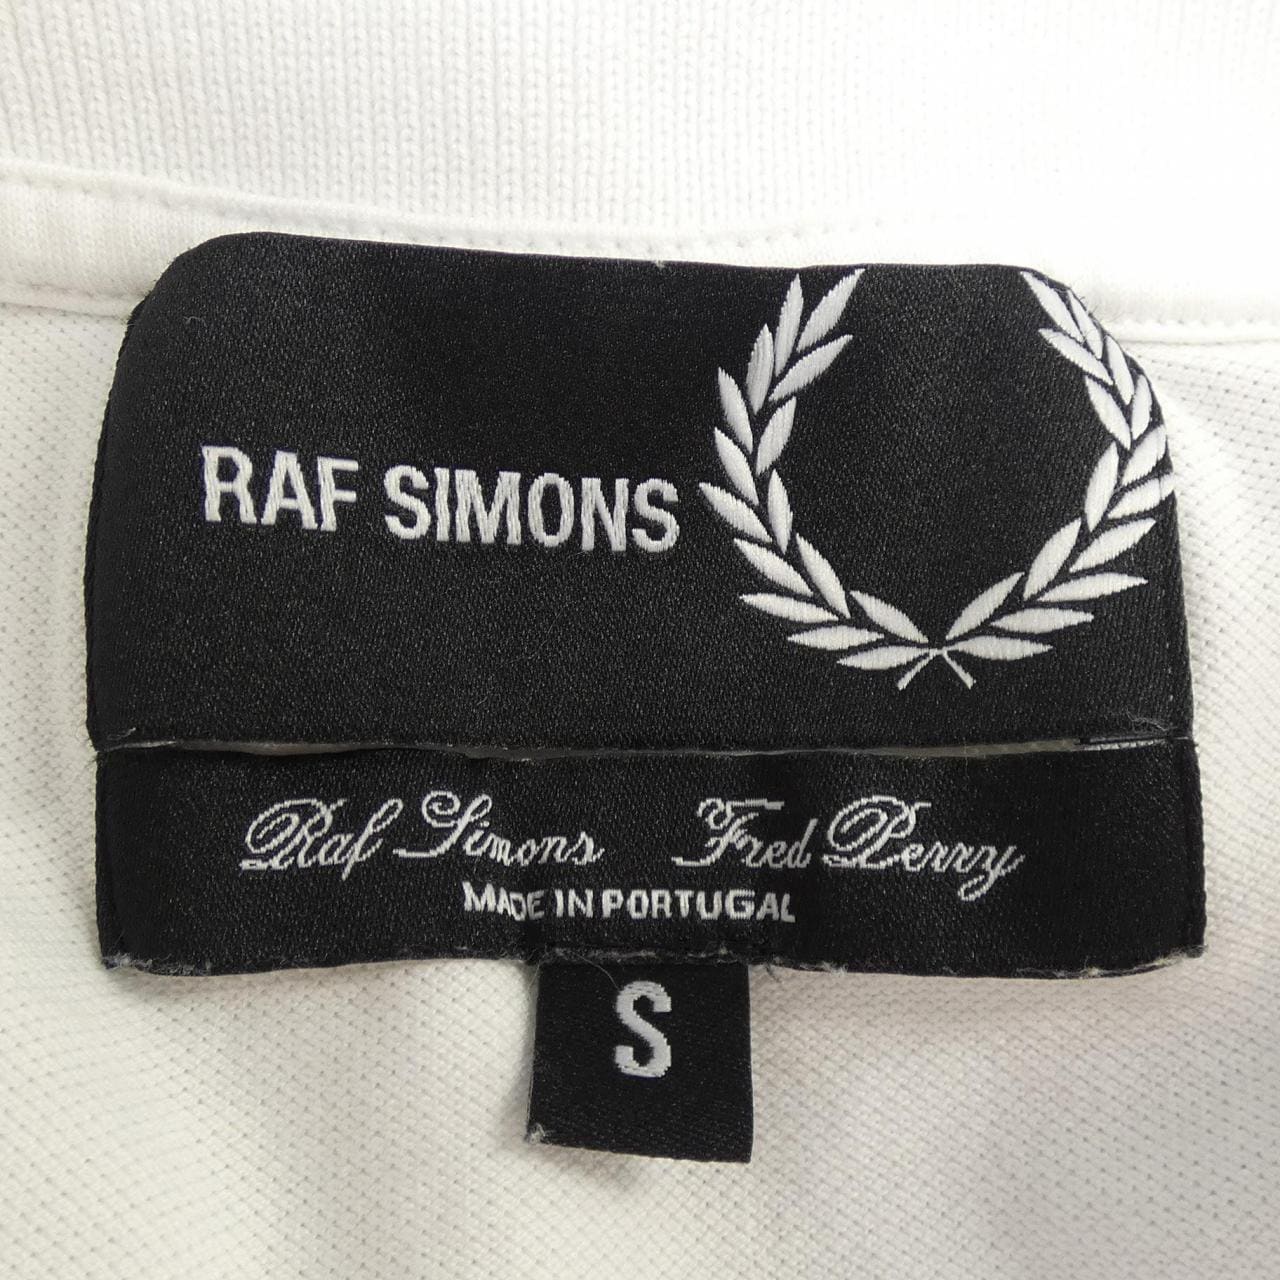 RAF SIMONS
Raf Simons Fred Perry
MADE IN PORTUGAL
S